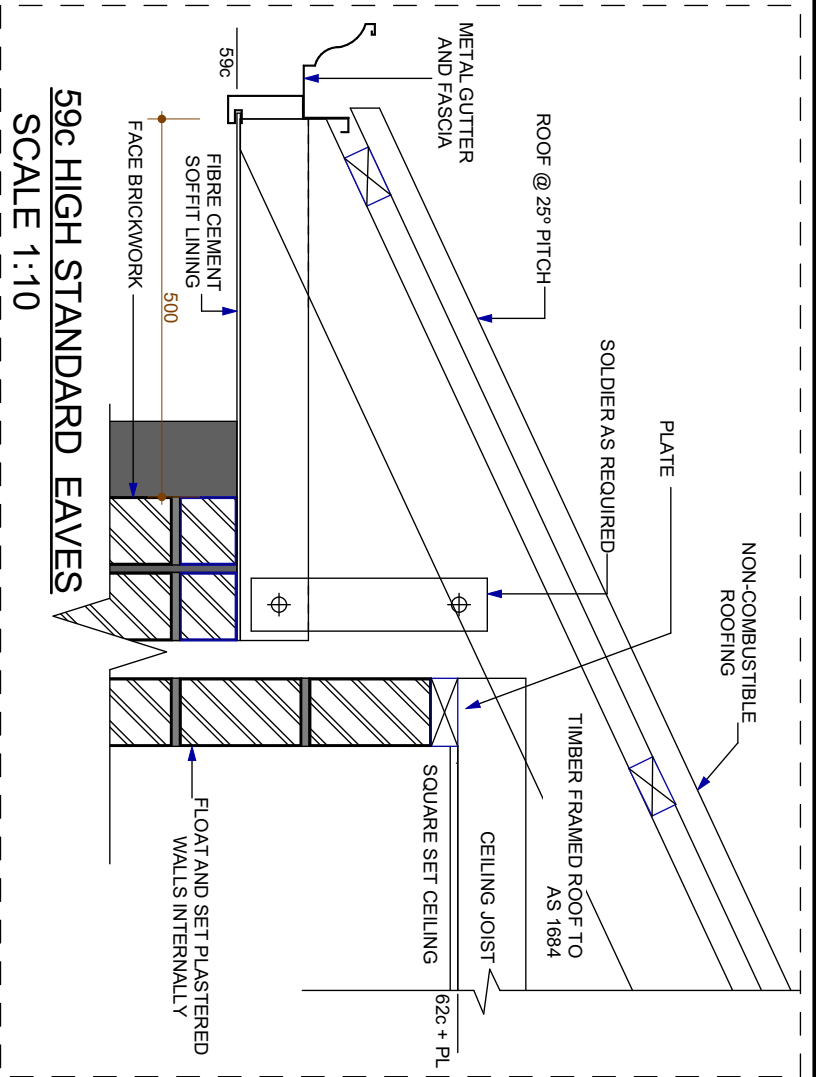 NON-COMBUSTIBLE
ROOFING
PLATE
SOLDIER AS REQUIRED
ROOF @ 25° PITCH
METAL GUTTER
AND FASCIA
TIMBER FRAMED ROOF TO
AS 1684
CEILING JOIST
62c + PL
SQUARE SET CEILING
59c
FIBRE CEMENT
SOFFIT LINING
500
FACE BRICKWORK
FLOAT AND SET PLASTERED
WALLS INTERNALLY
59c HIGH STANDARD EAVES
SCALE 1:10